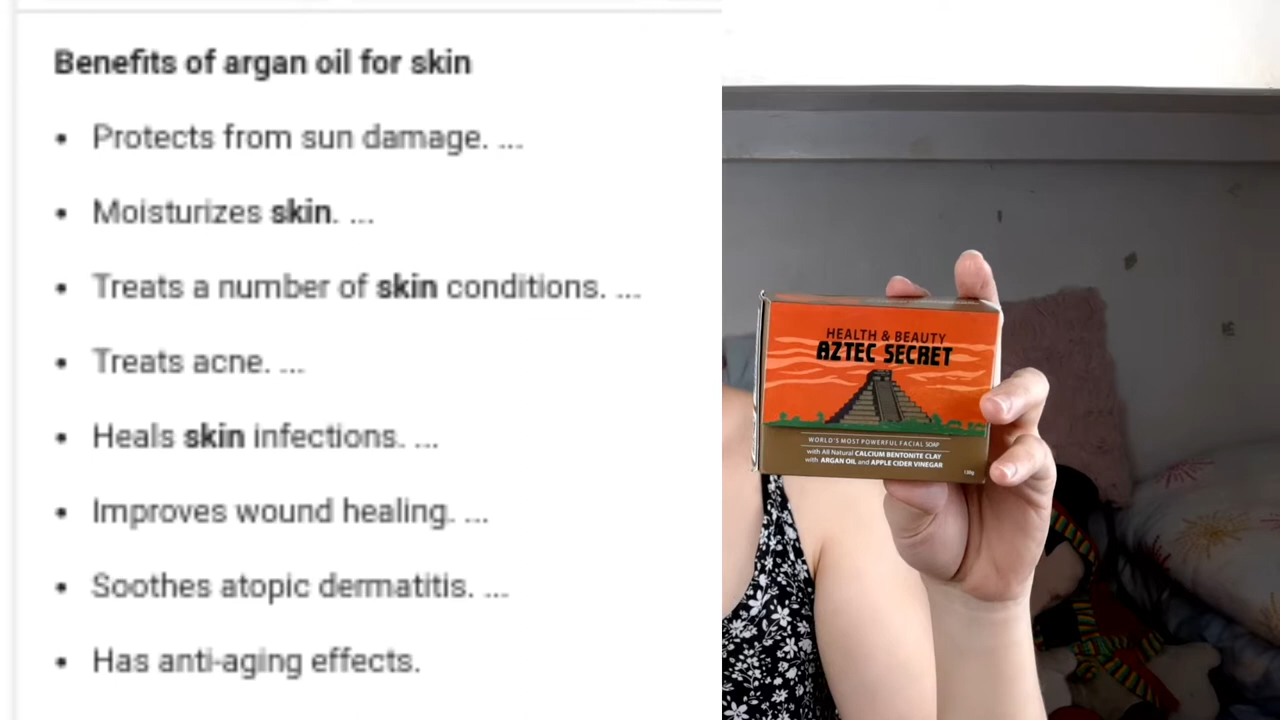 Benefits of argan oil for skin
• Protects from sun damage. ...
• Moisturizes skin. ...
• Treats a number of skin conditions. ...
• Treats acne. ...
• Heals skin infections. ...
• Improves wound healing. ...
• Soothes atopic dermatitis. ...
• Has anti-aging effects.
HEALTH & BEAUTY
AZTEC SECRET
WORLD'S MOST POWERFUL FACIAL SOAP
with All Natural CALCIUM BENTONITE CLAY
with ARGAN OIL and APPLE CIDER VINEGAR